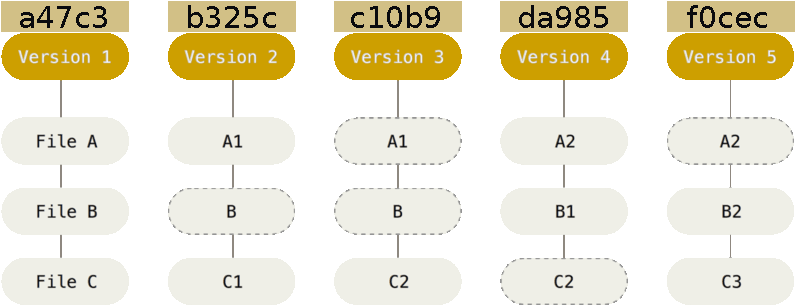 a47c3 b325c c10b9 da985 f0cec
Version 1 Version 2 Version 3 Version 4 Version 5
File A A1 A1 A2 A2
File B B B B1 B2
File C C1 C2 C2 C3